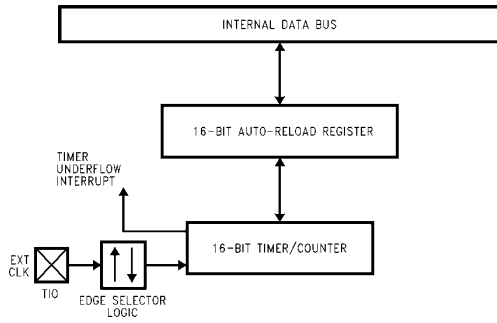 INTERNAL DATA BUS
16-BIT AUTO-RELOAD REGISTER
TIMER
UNDERFLOW
INTERRUPT
16-BIT TIMER/COUNTER
EXT
CLK
TIO
EDGE SELECTOR
LOGIC